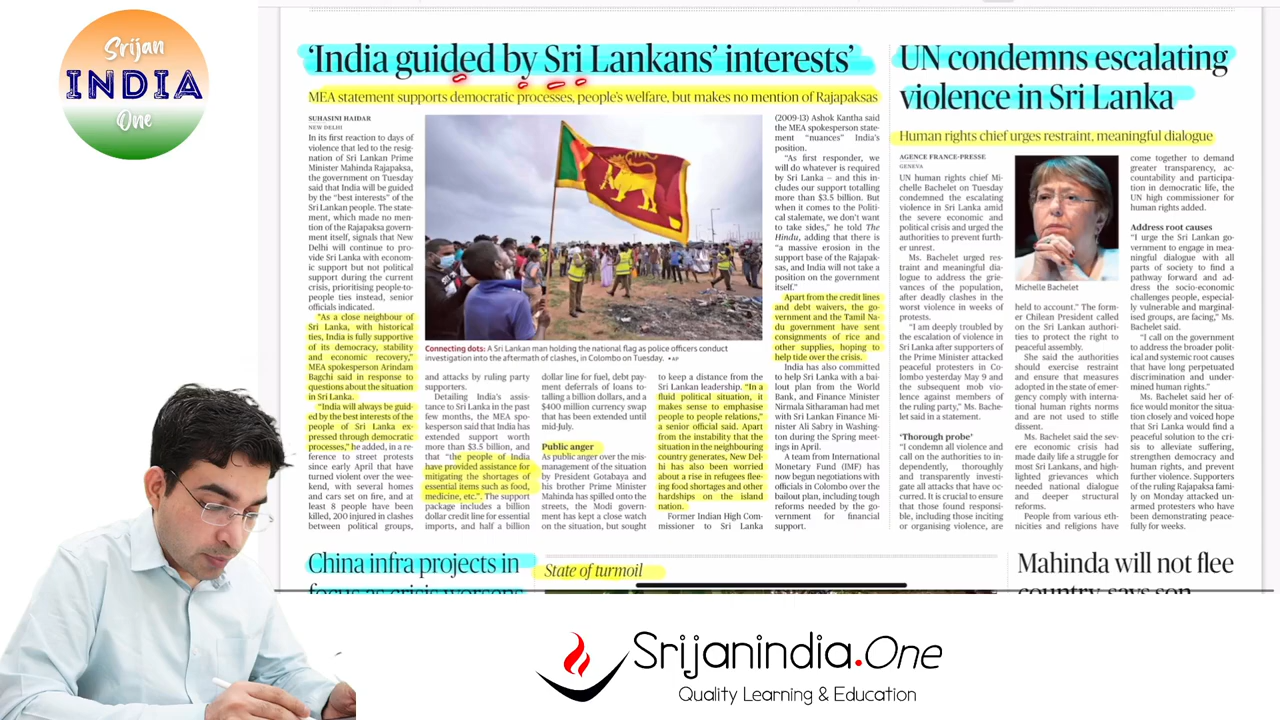 Srijan
INDIA
One
'India guided by Sri Lankans' interests'
MEA statement supports democratic processes, people's welfare, but makes no mention of Rajapaksas
SUHASINI HAIDAR
NEW DELHI
In its first reaction to days of
violence that led to the resig-
nation of Sri Lankan Prime
Minister Mahinda Rajapaksa,
the government on Tuesday
said that India will be guided
by the "best interests" of the
Sri Lankan people. The state-
ment, which made no men-
tion of the Rajapaksa govern-
ment itself, signals that New
Delhi will continue to pro-
vide Sri Lanka with econom-
ic support but not political
support during the current
crisis, prioritising people-to-
people ties instead, senior
officials indicated.
"As a close neighbour of
Sri Lanka, with historical
ties, India is fully supportive
of its democracy, stability
and economic recovery,"
MEA spokesperson Arindam
Bagchi said in response to
questions about the situation
in Sri Lanka.
"India will always be guid-
ed by the best interests of the
people of Sri Lanka ex-
pressed through democratic
processes," he added, in a re-
ference to street protests
since early April that have
turned violent over the wee-
kend, with several homes
and cars set on fire, and at
least 8 people have been
killed, 200 injured in clashes
between political groups,
Connecting dots: A Sri Lankan man holding the national flag as police officers conduct
investigation into the aftermath of clashes, in Colombo on Tuesday. • AP
and attacks by ruling party
supporters.
Detailing India's assis-
tance to Sri Lanka in the past
few months, the MEA spo-
kesperson said that India has
extended support worth
more than $3.5 billion, and
that "the people of India
have provided assistance for
mitigating the shortages of
essential items such as food,
medicine, etc.". The support
package includes a billion
dollar credit line for essential
imports, and half a billion
dollar line for fuel, debt pay-
ment deferrals of loans to-
talling a billion dollars, and a
$400 million currency swap
that has been extended until
mid-July.
Public anger
As public anger over the mis-
management of the situation
by President Gotabaya and
his brother Prime Minister
Mahinda has spilled onto the
streets, the Modi govern-
ment has kept a close watch
on the situation, but sought
to keep a distance from the
Sri Lankan leadership. "In a
fluid political situation, it
makes sense to emphasise
people to people relations,"
a senior official said. Apart
from the instability that the
situation in the neighbouring
country generates, New Del-
hi has also been worried
about a rise in refugees flee-
ing food shortages and other
hardships on the island
nation.
Former Indian High Com-
missioner to Sri Lanka
(2009-13) Ashok Kantha said
the MEA spokesperson state-
ment "nuances" India's
position.
"As first responder, we
will do whatever is required
by Sri Lanka – and this in-
cludes our support totalling
more than $3.5 billion. But
when it comes to the Politi-
cal stalemate, we don't want
to take sides," he told The
Hindu, adding that there is
"a massive erosion in the
support base of the Rajapak-
sas, and India will not take a
position on the government
itself."
Apart from the credit lines
and debt waivers, the go-
vernment and the Tamil Na-
du government have sent
consignments of rice and
other supplies, hoping to
help tide over the crisis.
India has also committed
to help Sri Lanka with a bai-
lout plan from the World
Bank, and Finance Minister
Nirmala Sitharaman had met
with Sri Lankan Finance Mi-
nister Ali Sabry in Washing-
ton during the Spring meet-
ings in April.
A team from International
Monetary Fund (IMF) has
now begun negotiations with
officials in Colombo over the
bailout plan, including tough
reforms needed by the go-
vernment for financial
support.
UN condemns escalating
violence in Sri Lanka
Human rights chief urges restraint, meaningful dialogue
AGENCE FRANCE-PRESSE
GENEVA
UN human rights chief Mi-
chelle Bachelet on Tuesday
condemned the escalating
violence in Sri Lanka amid
the severe economic and
political crisis and urged the
authorities to prevent furth-
er unrest.
Ms. Bachelet urged res-
traint and meaningful dia-
logue to address the grie-
vances of the population,
after deadly clashes in the
worst violence in weeks of
protests.
"I am deeply troubled by
the escalation of violence in
Sri Lanka after supporters of
the Prime Minister attacked
peaceful protesters in Co-
lombo yesterday May 9 and
the subsequent mob viol-
ence against members of
the ruling party," Ms. Bache-
let said in a statement.
'Thorough probe'
"I condemn all violence and
call on the authorities to in-
dependently, thoroughly
and transparently investi-
gate all attacks that have oc-
curred. It is crucial to ensure
that those found responsi-
ble, including those inciting
or organising violence, are
Michelle Bachelet
held to account." The form-
er Chilean President called
on the Sri Lankan authori-
ties to protect the right to
peaceful assembly.
She said the authorities
should exercise restraint
and ensure that measures
adopted in the state of emer-
gency comply with interna-
tional human rights norms
and are not used to stifle
dissent.
Ms. Bachelet said the sev-
ere economic crisis had
made daily life a struggle for
most Sri Lankans, and high-
lighted grievances which
needed national dialogue
and deeper structural
reforms.
"People from various eth-
nicities and religions have
come together to demand
greater transparency, ac-
countability and participa-
tion in democratic life, the
UN high commissioner for
human rights added.
Address root causes
"I urge the Sri Lankan go-
vernment to engage in mea-
ningful dialogue with all
parts of society to find a
pathway forward and ad-
dress the socio-economic
challenges people, especial-
ly vulnerable and marginal-
ised groups, are facing," Ms.
Bachelet said.
"I call on the government
to address the broader polit-
ical and systemic root causes
that have long perpetuated
discrimination and under-
mined human rights."
Ms. Bachelet said her of-
fice would monitor the situa-
tion closely and voiced hope
that Sri Lanka would find a
peaceful solution to the cri-
sis to alleviate suffering,
strengthen democracy and
human rights, and prevent
further violence. Supporters
of the ruling Rajapaksa fami-
ly on Monday attacked un-
armed protesters who have
been demonstrating peace-
fully for weeks.
China infra projects in
focus as crisis worsens
State of turmoil
Mahinda will not flee
country, says son
Srijanindia.One
Quality Learning & Education